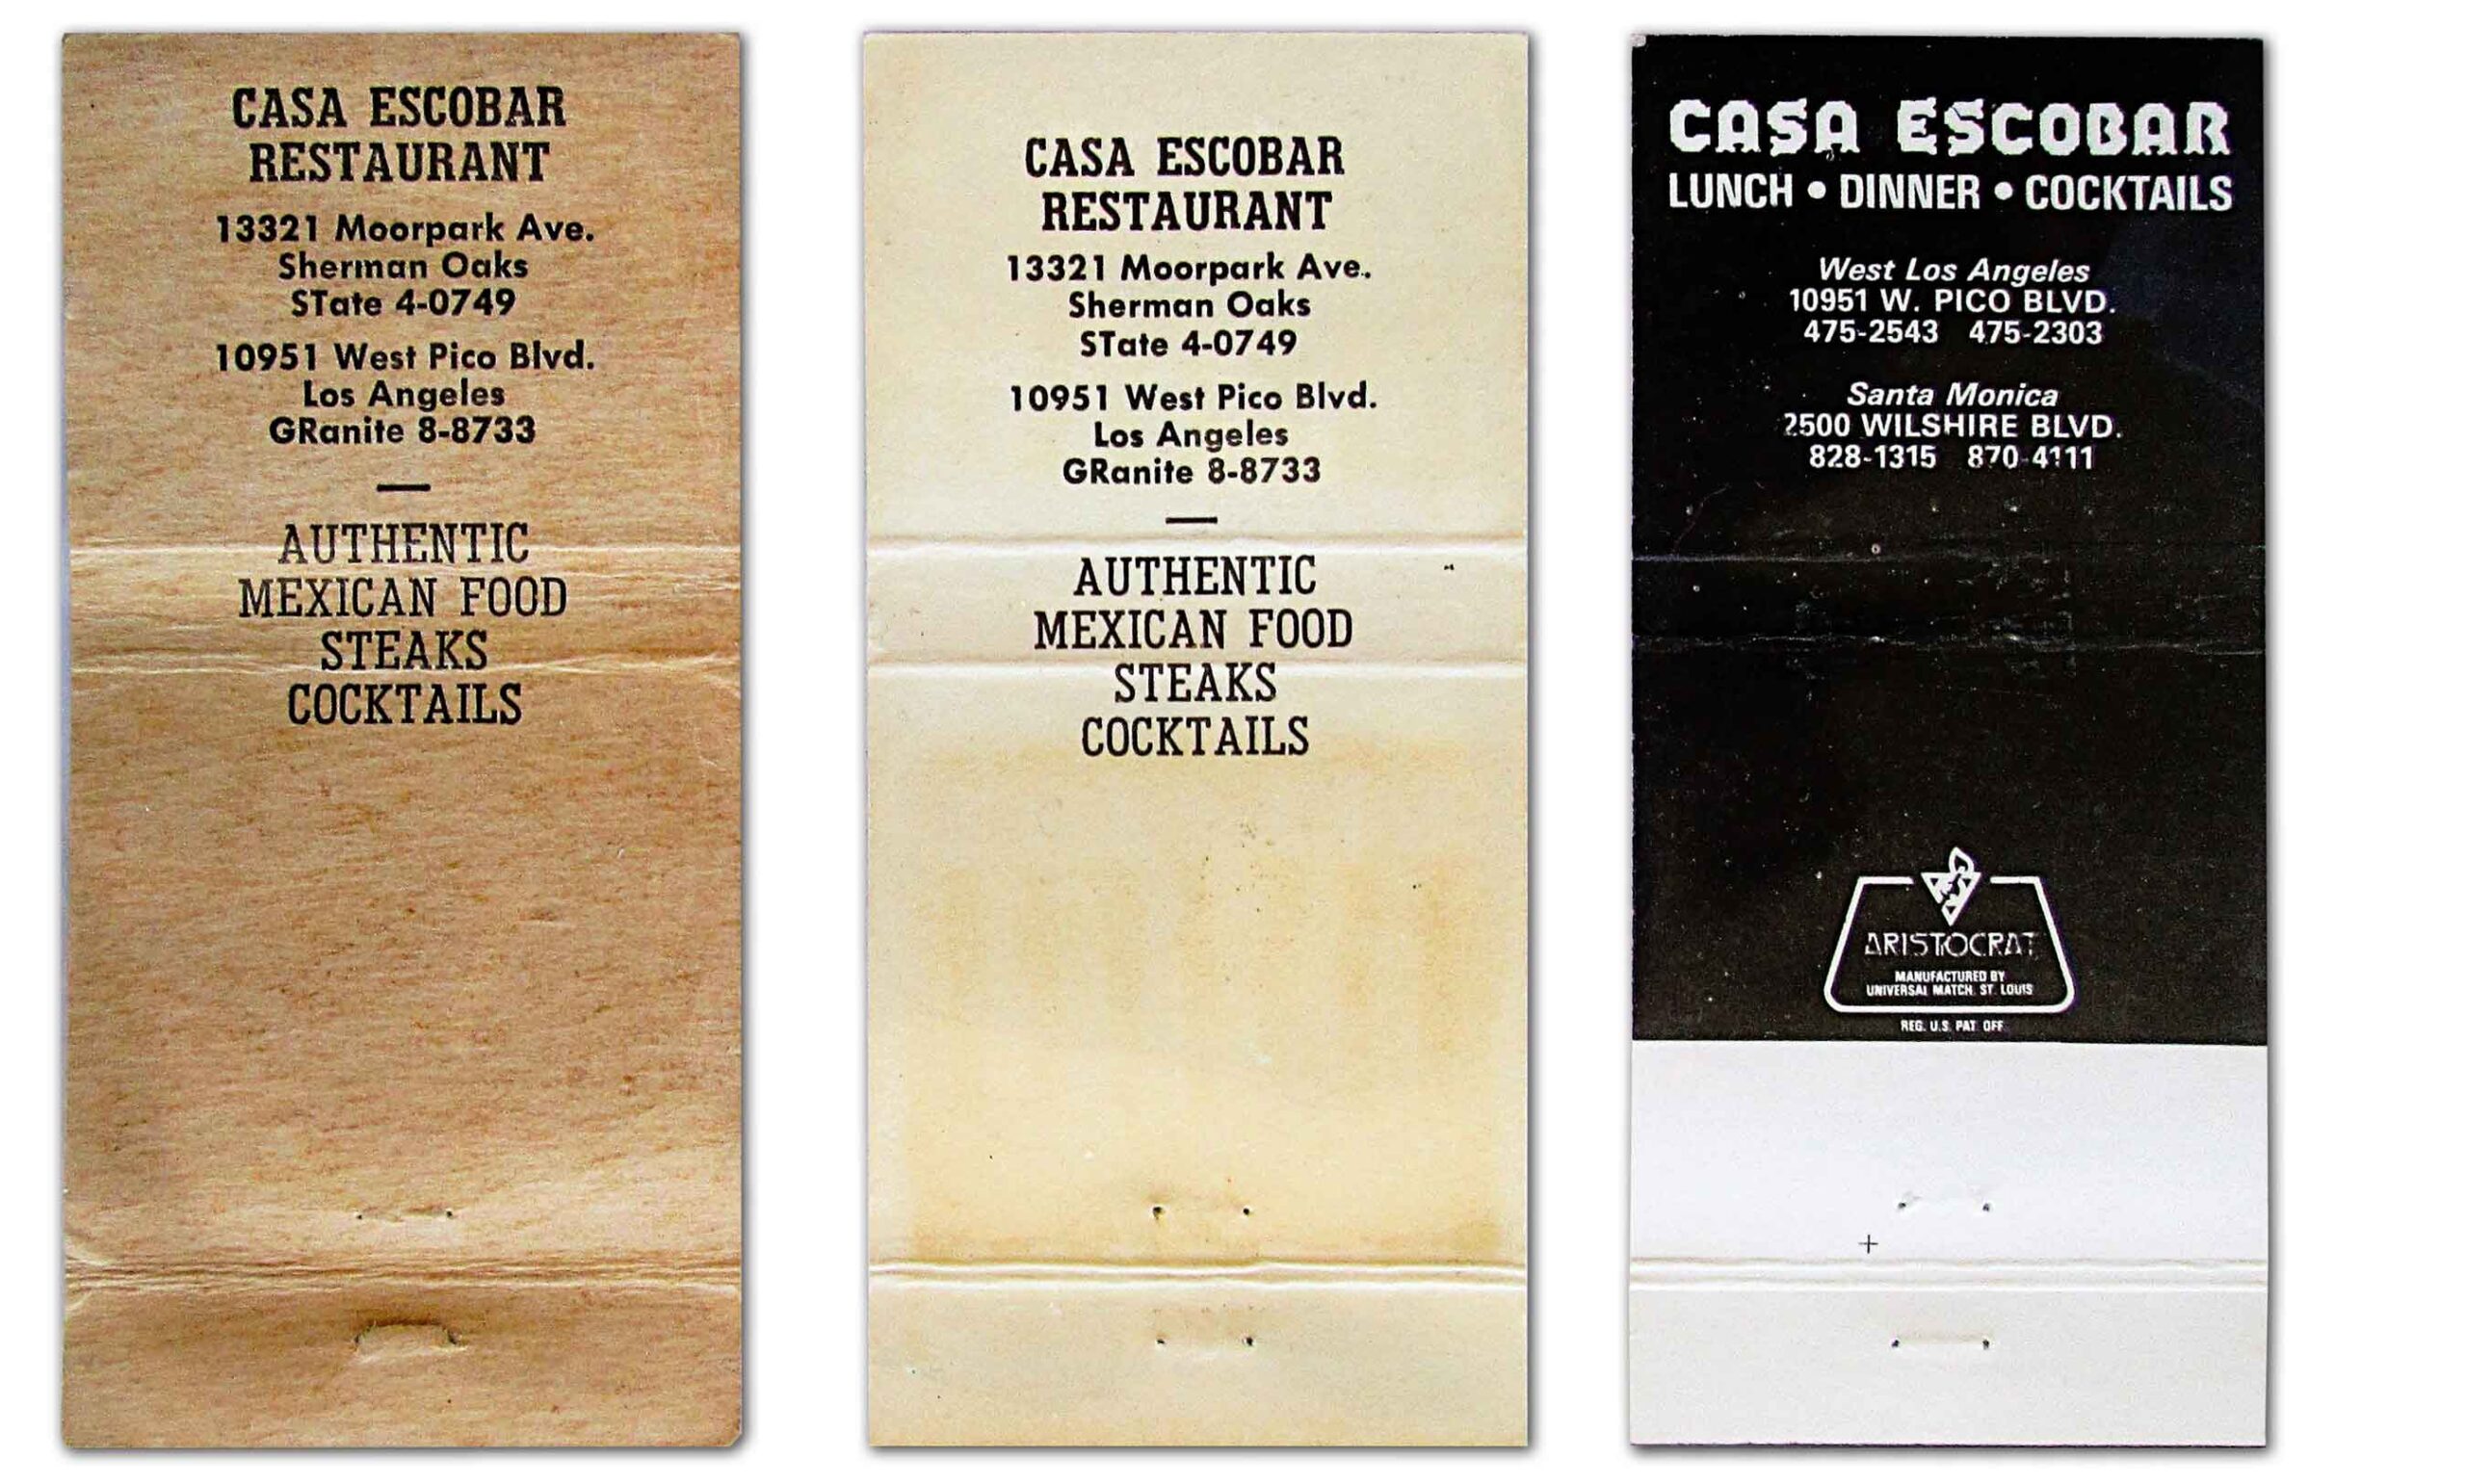 CASA ESCOBAR
RESTAURANT
13321 Moorpark Ave.
Sherman Oaks
STate 4-0749
10951 West Pico Blvd.
Los Angeles
GRanite 8-8733
AUTHENTIC
MEXICAN FOOD
STEAKS
COCKTAILS
CASA ESCOBAR
RESTAURANT
13321 Moorpark Ave.
Sherman Oaks
STate 4-0749
10951 West Pico Blvd.
Los Angeles
GRanite 8-8733
AUTHENTIC
MEXICAN FOOD
STEAKS
COCKTAILS
CASA ESCOBAR
LUNCH • DINNER • COCKTAILS
West Los Angeles
10951 W. PICO BLVD.
475-2543 475-2303
Santa Monica
2500 WILSHIRE BLVD.
828-1315 870-4111
ARISTOCRAT
MANUFACTURED BY
UNIVERSAL MATCH, ST. LOUIS
REG. U.S. PAT. OFF.